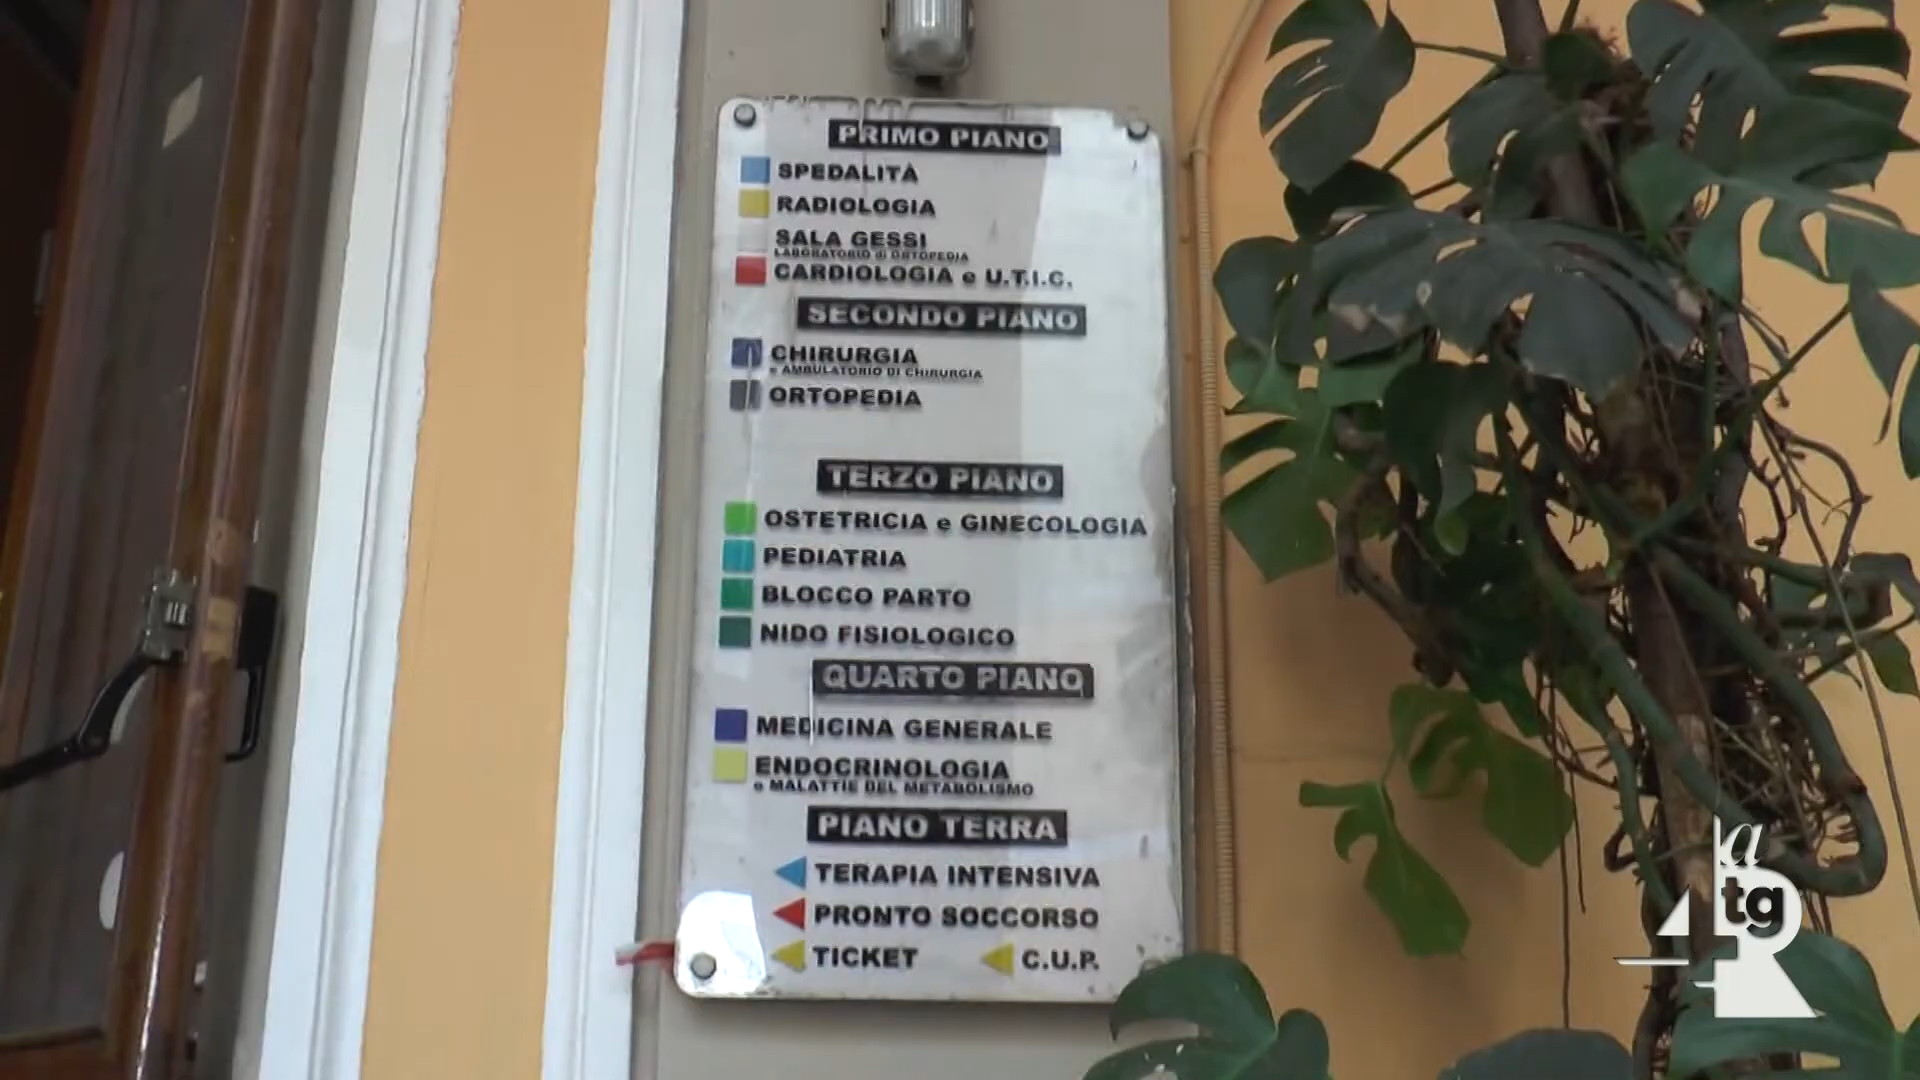 PRIMO PIANO
SPEDALITÀ
RADIOLOGIA
SALA GESSI
LABORATORIO di ORTOPEDIA
CARDIOLOGIA e U.T.I.C.
SECONDO PIANO
CHIRURGIA
e AMBULATORIO DI CHIRURGIA
ORTOPEDIA
TERZO PIANO
OSTETRICIA e GINECOLOGIA
PEDIATRIA
BLOCCO PARTO
NIDO FISIOLOGICO
QUARTO PIANO
MEDICINA GENERALE
ENDOCRINOLOGIA
e MALATTIE DEL METABOLISMO
PIANO TERRA
TERAPIA INTENSIVA
PRONTO SOCCORSO
TICKET C.U.P.
la
tg